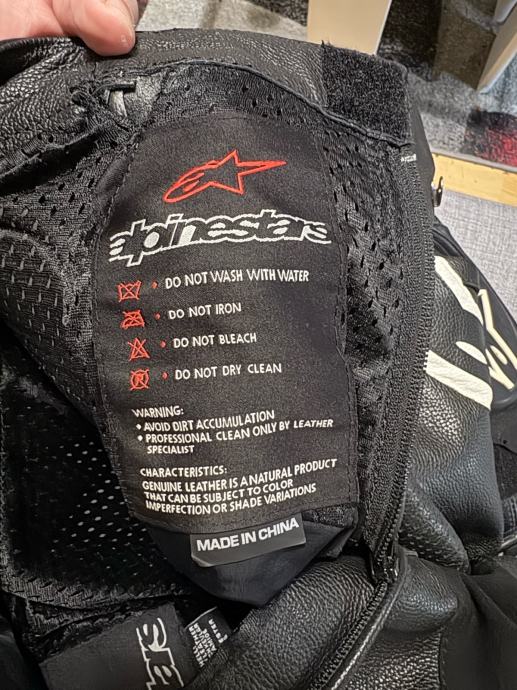 alpinestars
• DO NOT WASH WITH WATER
• DO NOT IRON
• DO NOT BLEACH
• DO NOT DRY CLEAN
WARNING:
• AVOID DIRT ACCUMULATION
• PROFESSIONAL CLEAN ONLY BY LEATHER
SPECIALIST
CHARACTERISTICS:
GENUINE LEATHER IS A NATURAL PRODUCT
THAT CAN BE SUBJECT TO COLOR
IMPERFECTION OR SHADE VARIATIONS
MADE IN CHINA